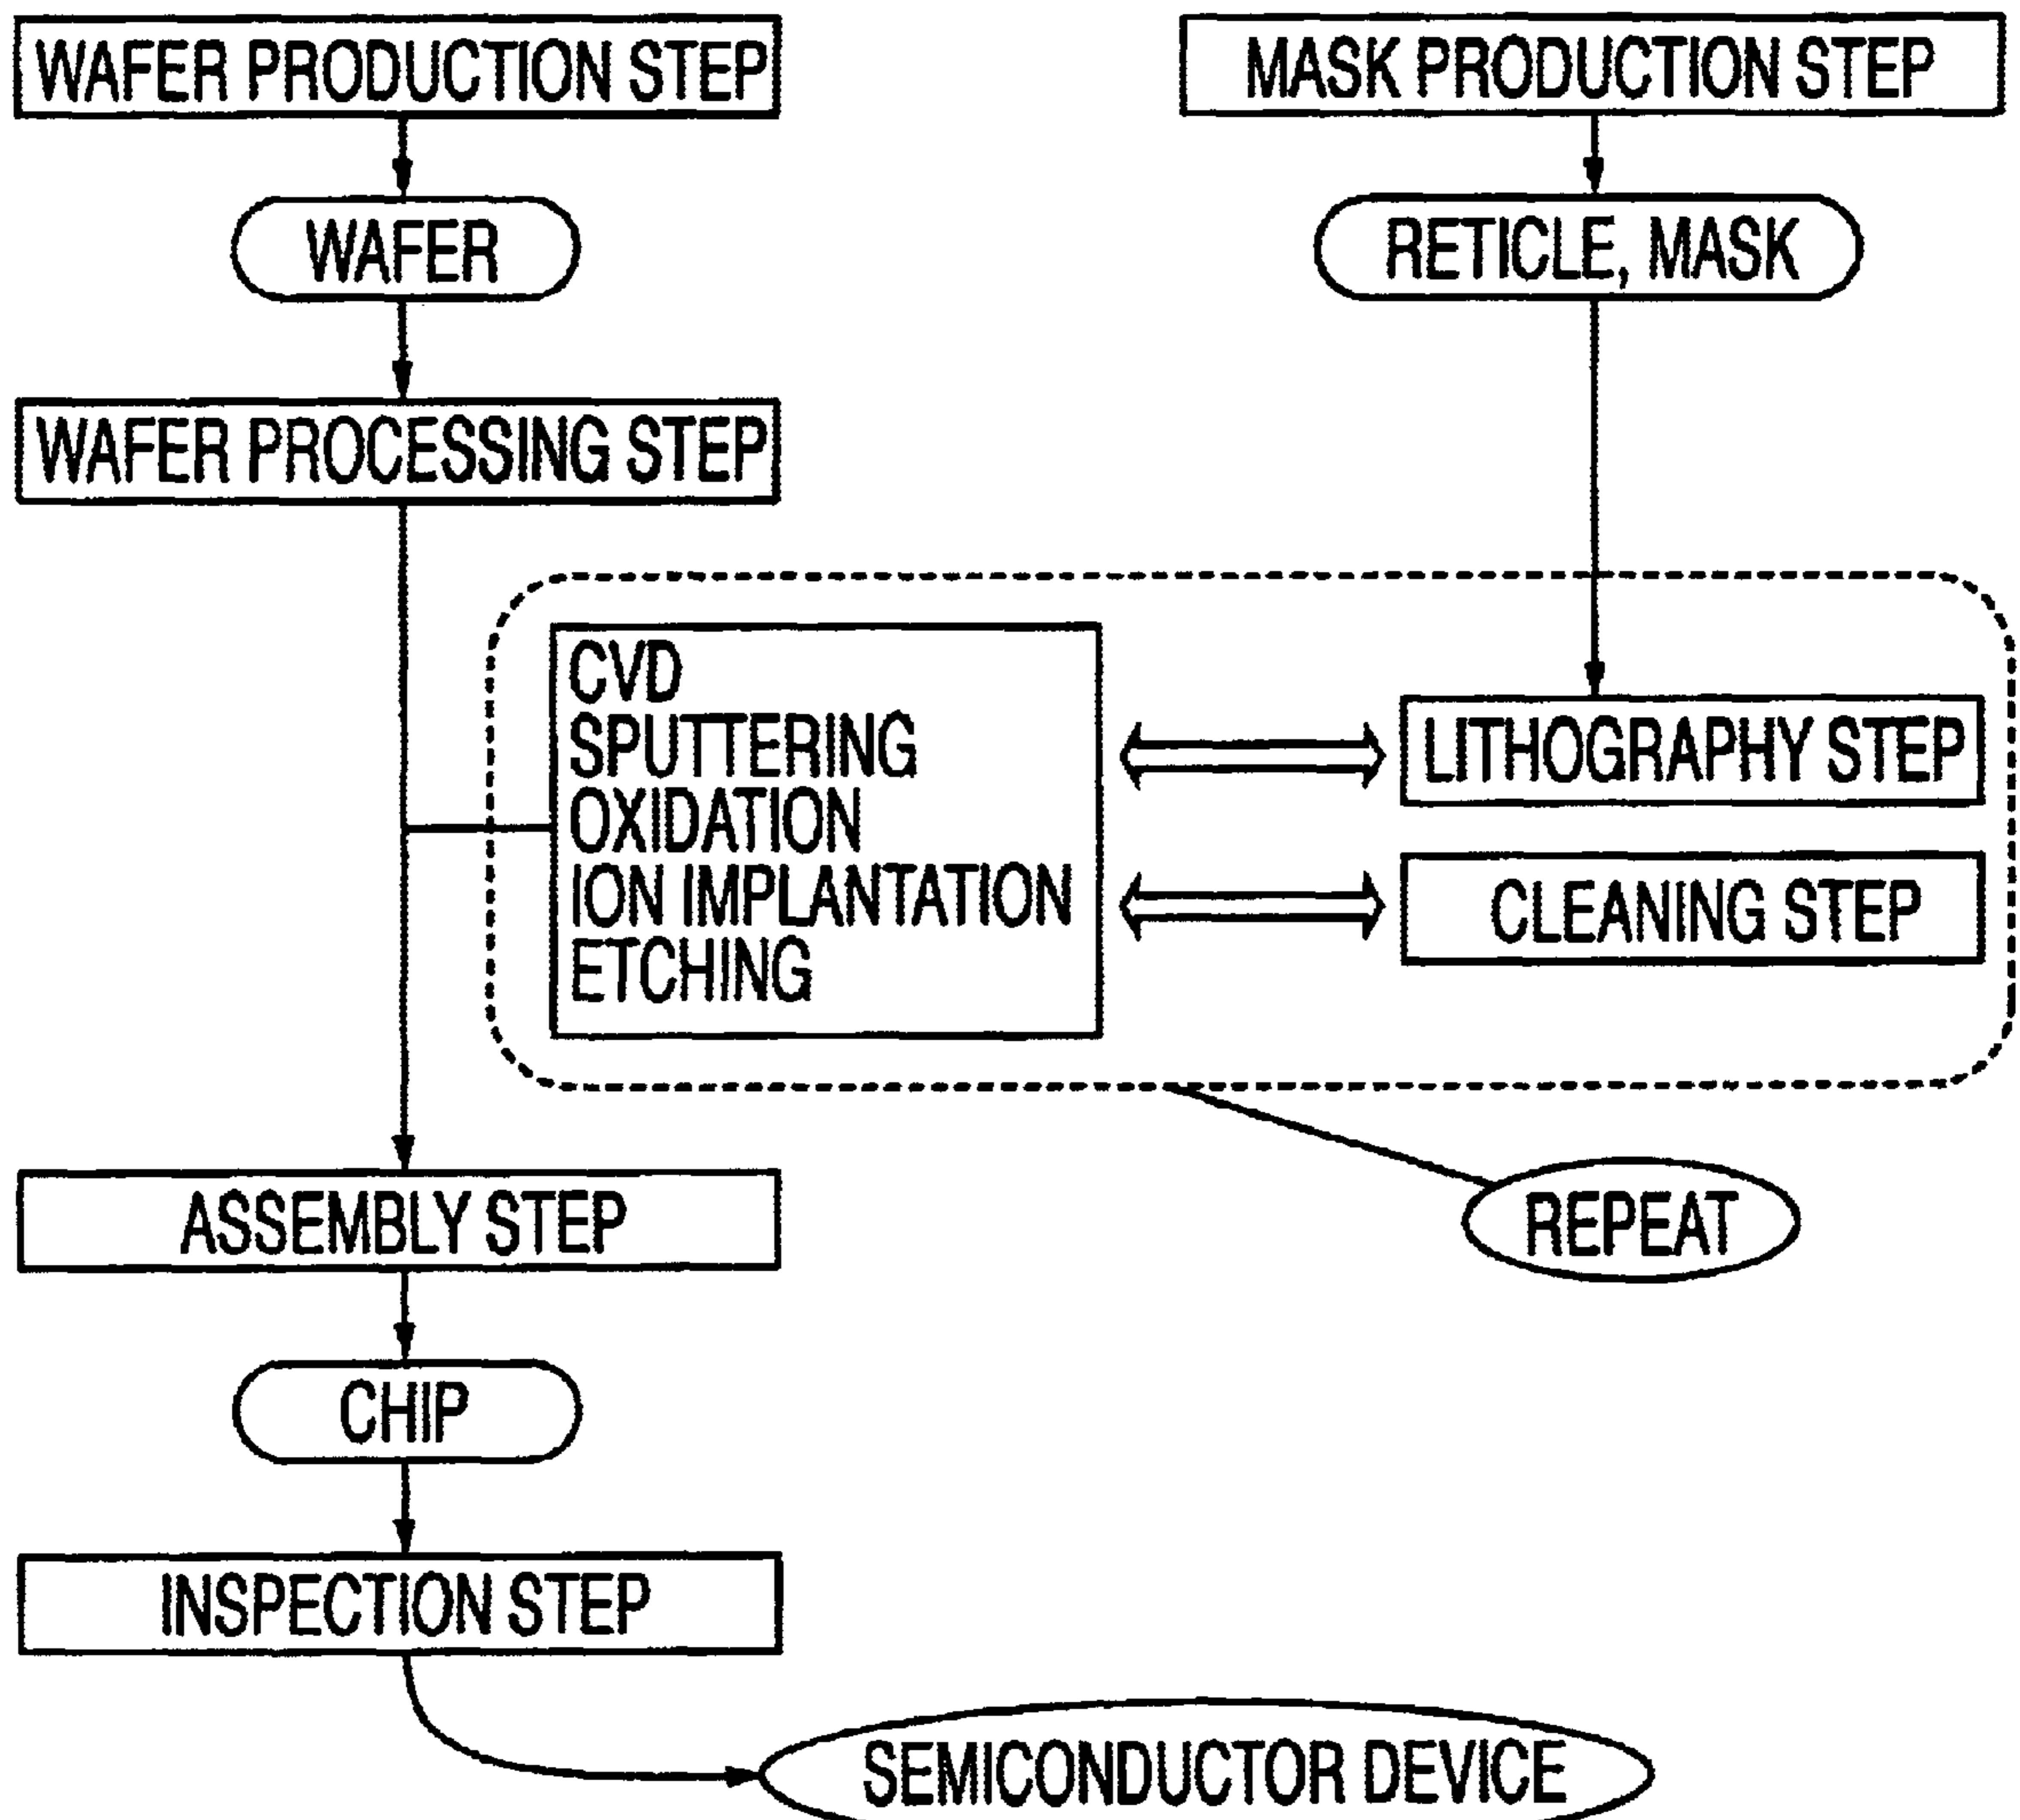 WAFER PRODUCTION STEP
MASK PRODUCTION STEP
WAFER
RETICLE, MASK
WAFER PROCESSING STEP
CVD
SPUTTERING
OXIDATION
ION IMPLANTATION
ETCHING
LITHOGRAPHY STEP
CLEANING STEP
ASSEMBLY STEP
REPEAT
CHIP
INSPECTION STEP
SEMICONDUCTOR DEVICE